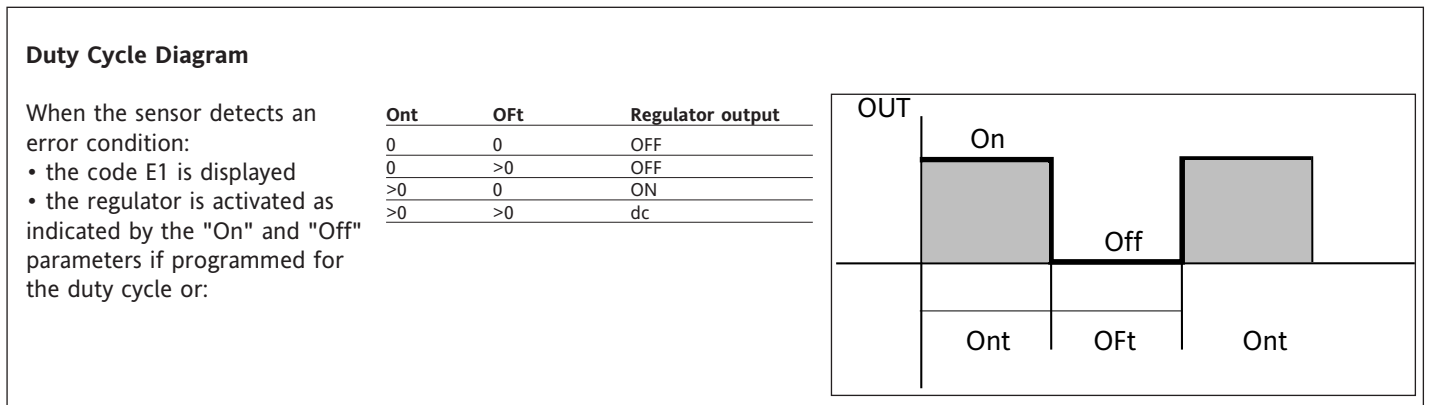 Duty Cycle Diagram
When the sensor detects an
error condition:
• the code E1 is displayed
• the regulator is activated as
indicated by the "On" and "Off"
parameters if programmed for
the duty cycle or:
Ont OFt Regulator output
0 0 OFF
0 >0 OFF
>0 0 ON
>0 >0 dc
OUT
On
Off
Ont OFt Ont